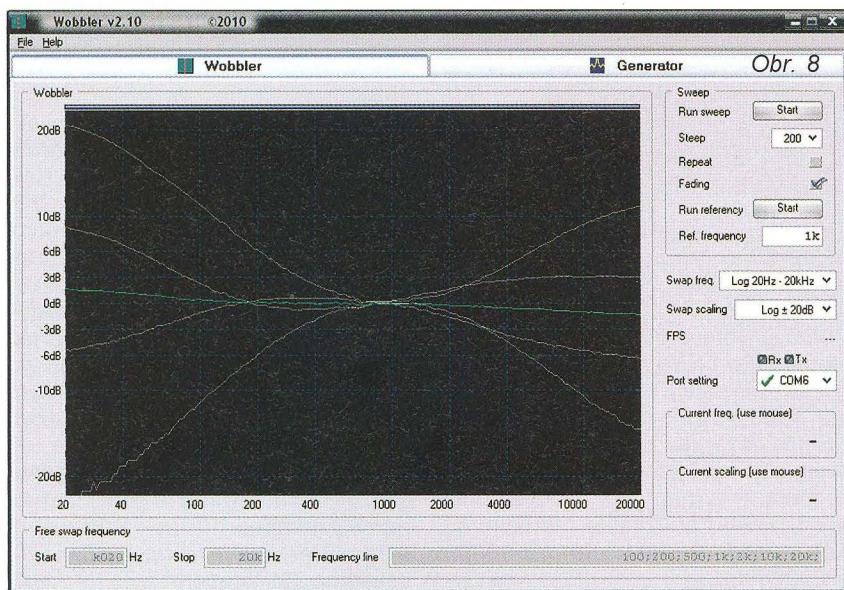 Wobbler v2.10 ©2010
File Help
Wobbler
Generator
Obr. 8
Wobbler
20dB
10dB
6dB
3dB
0dB
-3dB
-6dB
-10dB
-20dB
20 40 100 200 400 1000 2000 4000 10000 20000
Sweep
Run sweep Start
Steep 200
Repeat
Fading
Run referency Start
Ref. frequency 1k
Swap freq. Log 20Hz - 20kHz
Swap scaling Log ± 20dB
FPS ...
Rx Tx
Port setting COM6
Current freq. (use mouse)
-
Current scaling (use mouse)
-
Free swap frequency
Start k020 Hz Stop 20k Hz Frequency line 100;200;500;1k;2k;10k;20k;